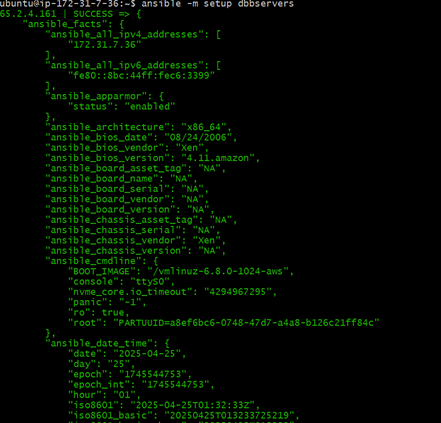 ubuntu@ip-172-31-7-36:~$ ansible -m setup dbbservers
65.2.4.161 | SUCCESS => {
    "ansible_facts": {
        "ansible_all_ipv4_addresses": [
            "172.31.7.36"
        ],
        "ansible_all_ipv6_addresses": [
            "fe80::8bc:44ff:fec6:3399"
        ],
        "ansible_apparmor": {
            "status": "enabled"
        },
        "ansible_architecture": "x86_64",
        "ansible_bios_date": "08/24/2006",
        "ansible_bios_vendor": "Xen",
        "ansible_bios_version": "4.11.amazon",
        "ansible_board_asset_tag": "NA",
        "ansible_board_name": "NA",
        "ansible_board_serial": "NA",
        "ansible_board_vendor": "NA",
        "ansible_board_version": "NA",
        "ansible_chassis_asset_tag": "NA",
        "ansible_chassis_serial": "NA",
        "ansible_chassis_vendor": "Xen",
        "ansible_chassis_version": "NA",
        "ansible_cmdline": {
            "BOOT_IMAGE": "/vmlinuz-6.8.0-1024-aws",
            "console": "ttyS0",
            "nvme_core.io_timeout": "4294967295",
            "panic": "-1",
            "ro": true,
            "root": "PARTUUID=a8ef6bc6-0748-47d7-a4a8-b126c21ff84c"
        },
        "ansible_date_time": {
            "date": "2025-04-25",
            "day": "25",
            "epoch": "1745544753",
            "epoch_int": "1745544753",
            "hour": "01",
            "iso8601": "2025-04-25T01:32:33Z",
            "iso8601_basic": "20250425T013233725219",